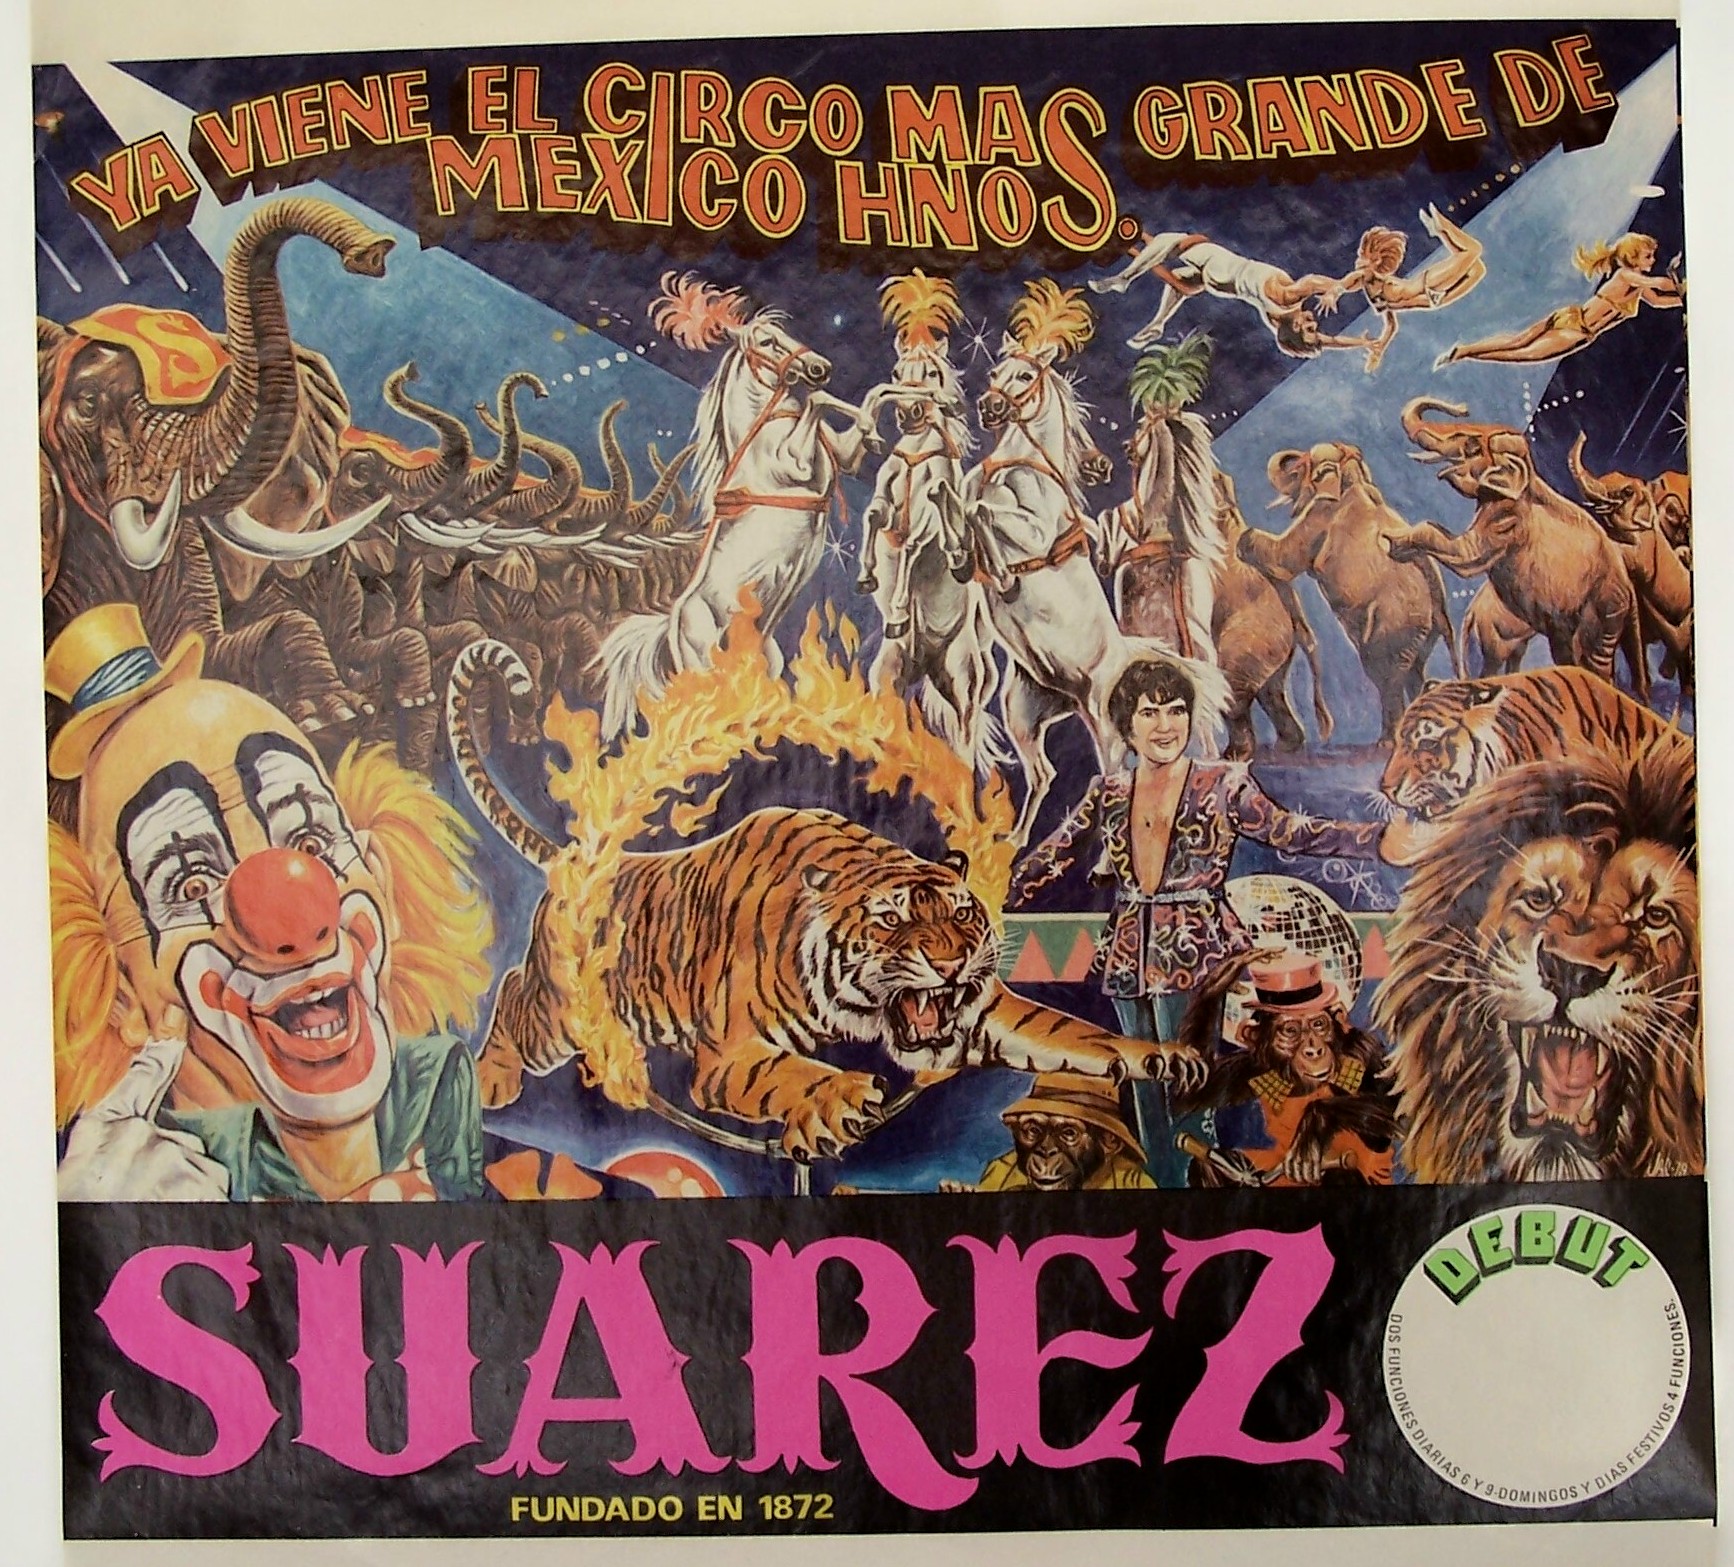 YA VIENE EL CIRCO MAS GRANDE DE
MEXICO HNOS.
S
SUAREZ
FUNDADO EN 1872
DEBUT
DOS FUNCIONES DIARIAS 6 Y 9-DOMINGOS Y DIAS FESTIVOS 4 FUNCIONES.